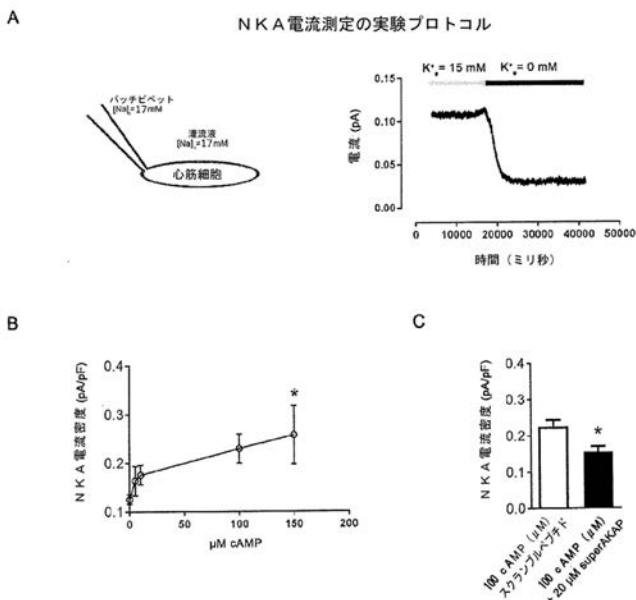 A
NKA電流測定の実験プロトコル
パッチピペット
[Na]ᵢ=17mM
灌流液
[Na]ₒ=17mM
心筋細胞
K⁺ₒ= 15 mM
K⁺ₒ= 0 mM
電流 (pA)
0.15
0.10
0.05
0.00
0
10000
20000
30000
40000
50000
時間 (ミリ秒)
B
NKA電流密度 (pA/pF)
0.4
0.3
0.2
0.1
*
0
50
100
150
200
µM cAMP
C
NKA電流密度 (pA/pF)
0.4
0.3
0.2
0.1
0.0
*
100 cAMP (µM)
スクランブルペプチド
100 cAMP (µM)
+ 20 µM superAKAP